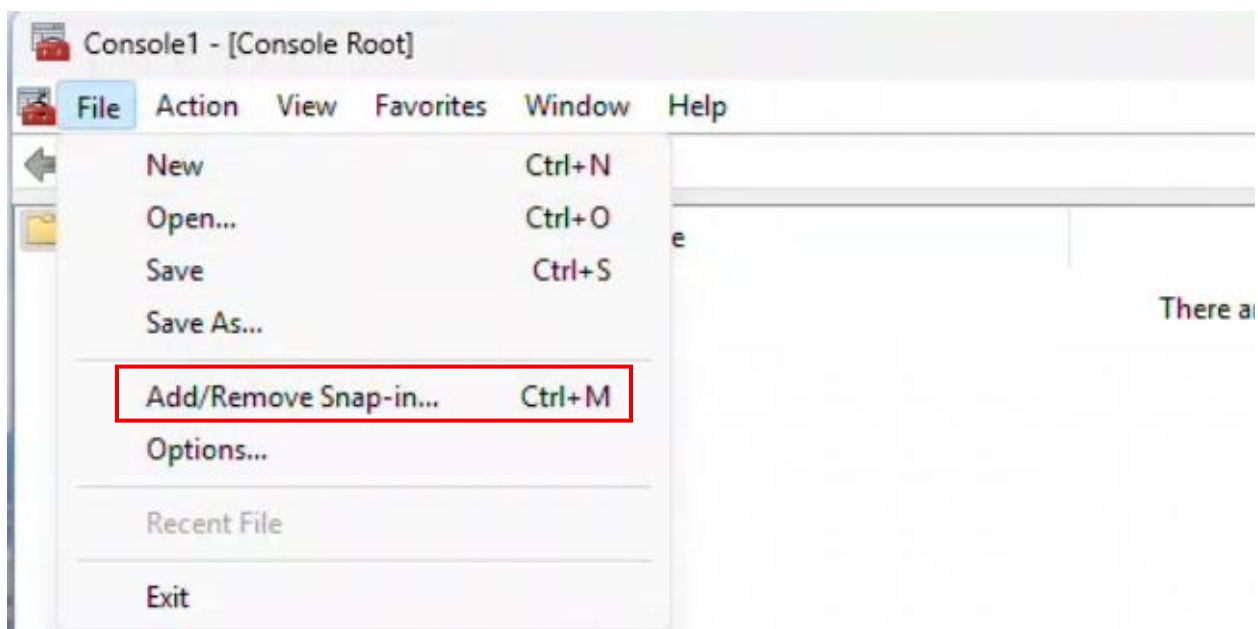 Console1 - [Console Root]
File Action View Favorites Window Help
New Ctrl+N
Open... Ctrl+O
Save Ctrl+S
Save As...
Add/Remove Snap-in... Ctrl+M
Options...
Recent File
Exit
There